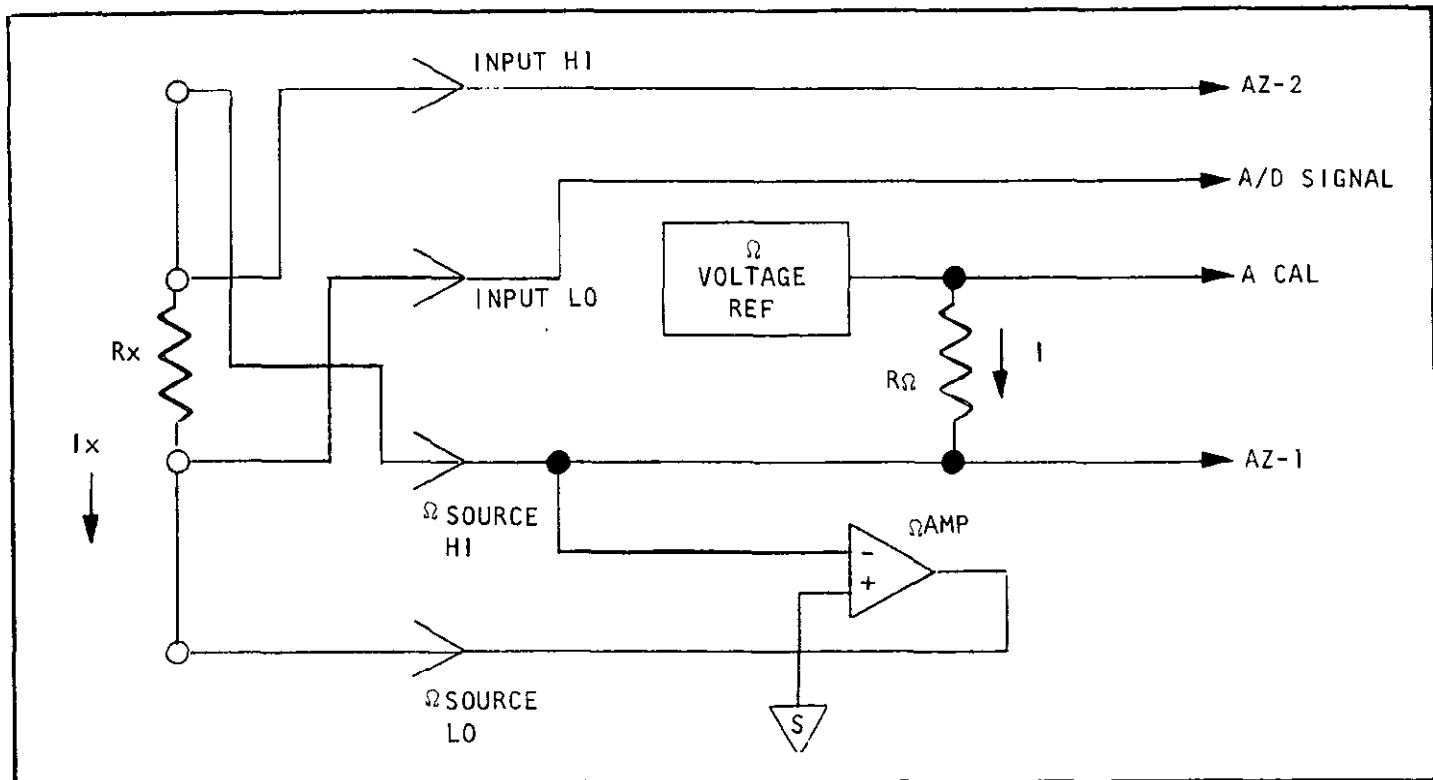 INPUT HI
AZ-2
A/D SIGNAL
Ω
VOLTAGE
REF
INPUT LO
A CAL
Rx
RΩ
I
Ix
Ω SOURCE
HI
AZ-1
ΩAMP
-
+
Ω SOURCE
LO
S